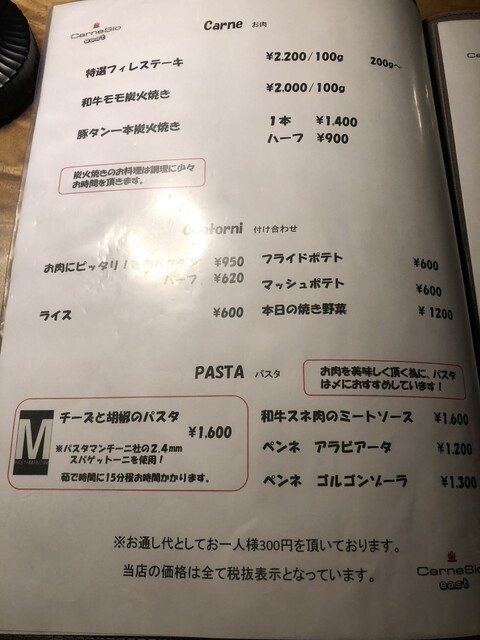 CarneSio
east
Carne お肉
特選フィレステーキ ¥2.200/100g 200g～
和牛モモ炭火焼き ¥2.000/100g
豚タン一本炭火焼き 1本 ¥1.400
ハーフ ¥900
炭火焼きのお料理は調理に少々
お時間を頂きます。
Contorni 付け合わせ
お肉にピッタリ! ¥950
ハーフ ¥620
ライス ¥600
フライドポテト ¥600
マッシュポテト ¥600
本日の焼き野菜 ¥1200
PASTA パスタ
お肉を美味しく頂く為に、パスタ
は〆におすすめしています!
M
チーズと胡椒のパスタ
¥1.600
※パスタマンチーニ社の2.4mm
スパゲットーニを使用!
茹で時間に15分程お時間かかります。
和牛スネ肉のミートソース ¥1.600
ペンネ アラビアータ ¥1.200
ペンネ ゴルゴンゾーラ ¥1.300
※お通し代としてお一人様300円を頂いております。
当店の価格は全て税抜表示となっています。
CarneSio
east